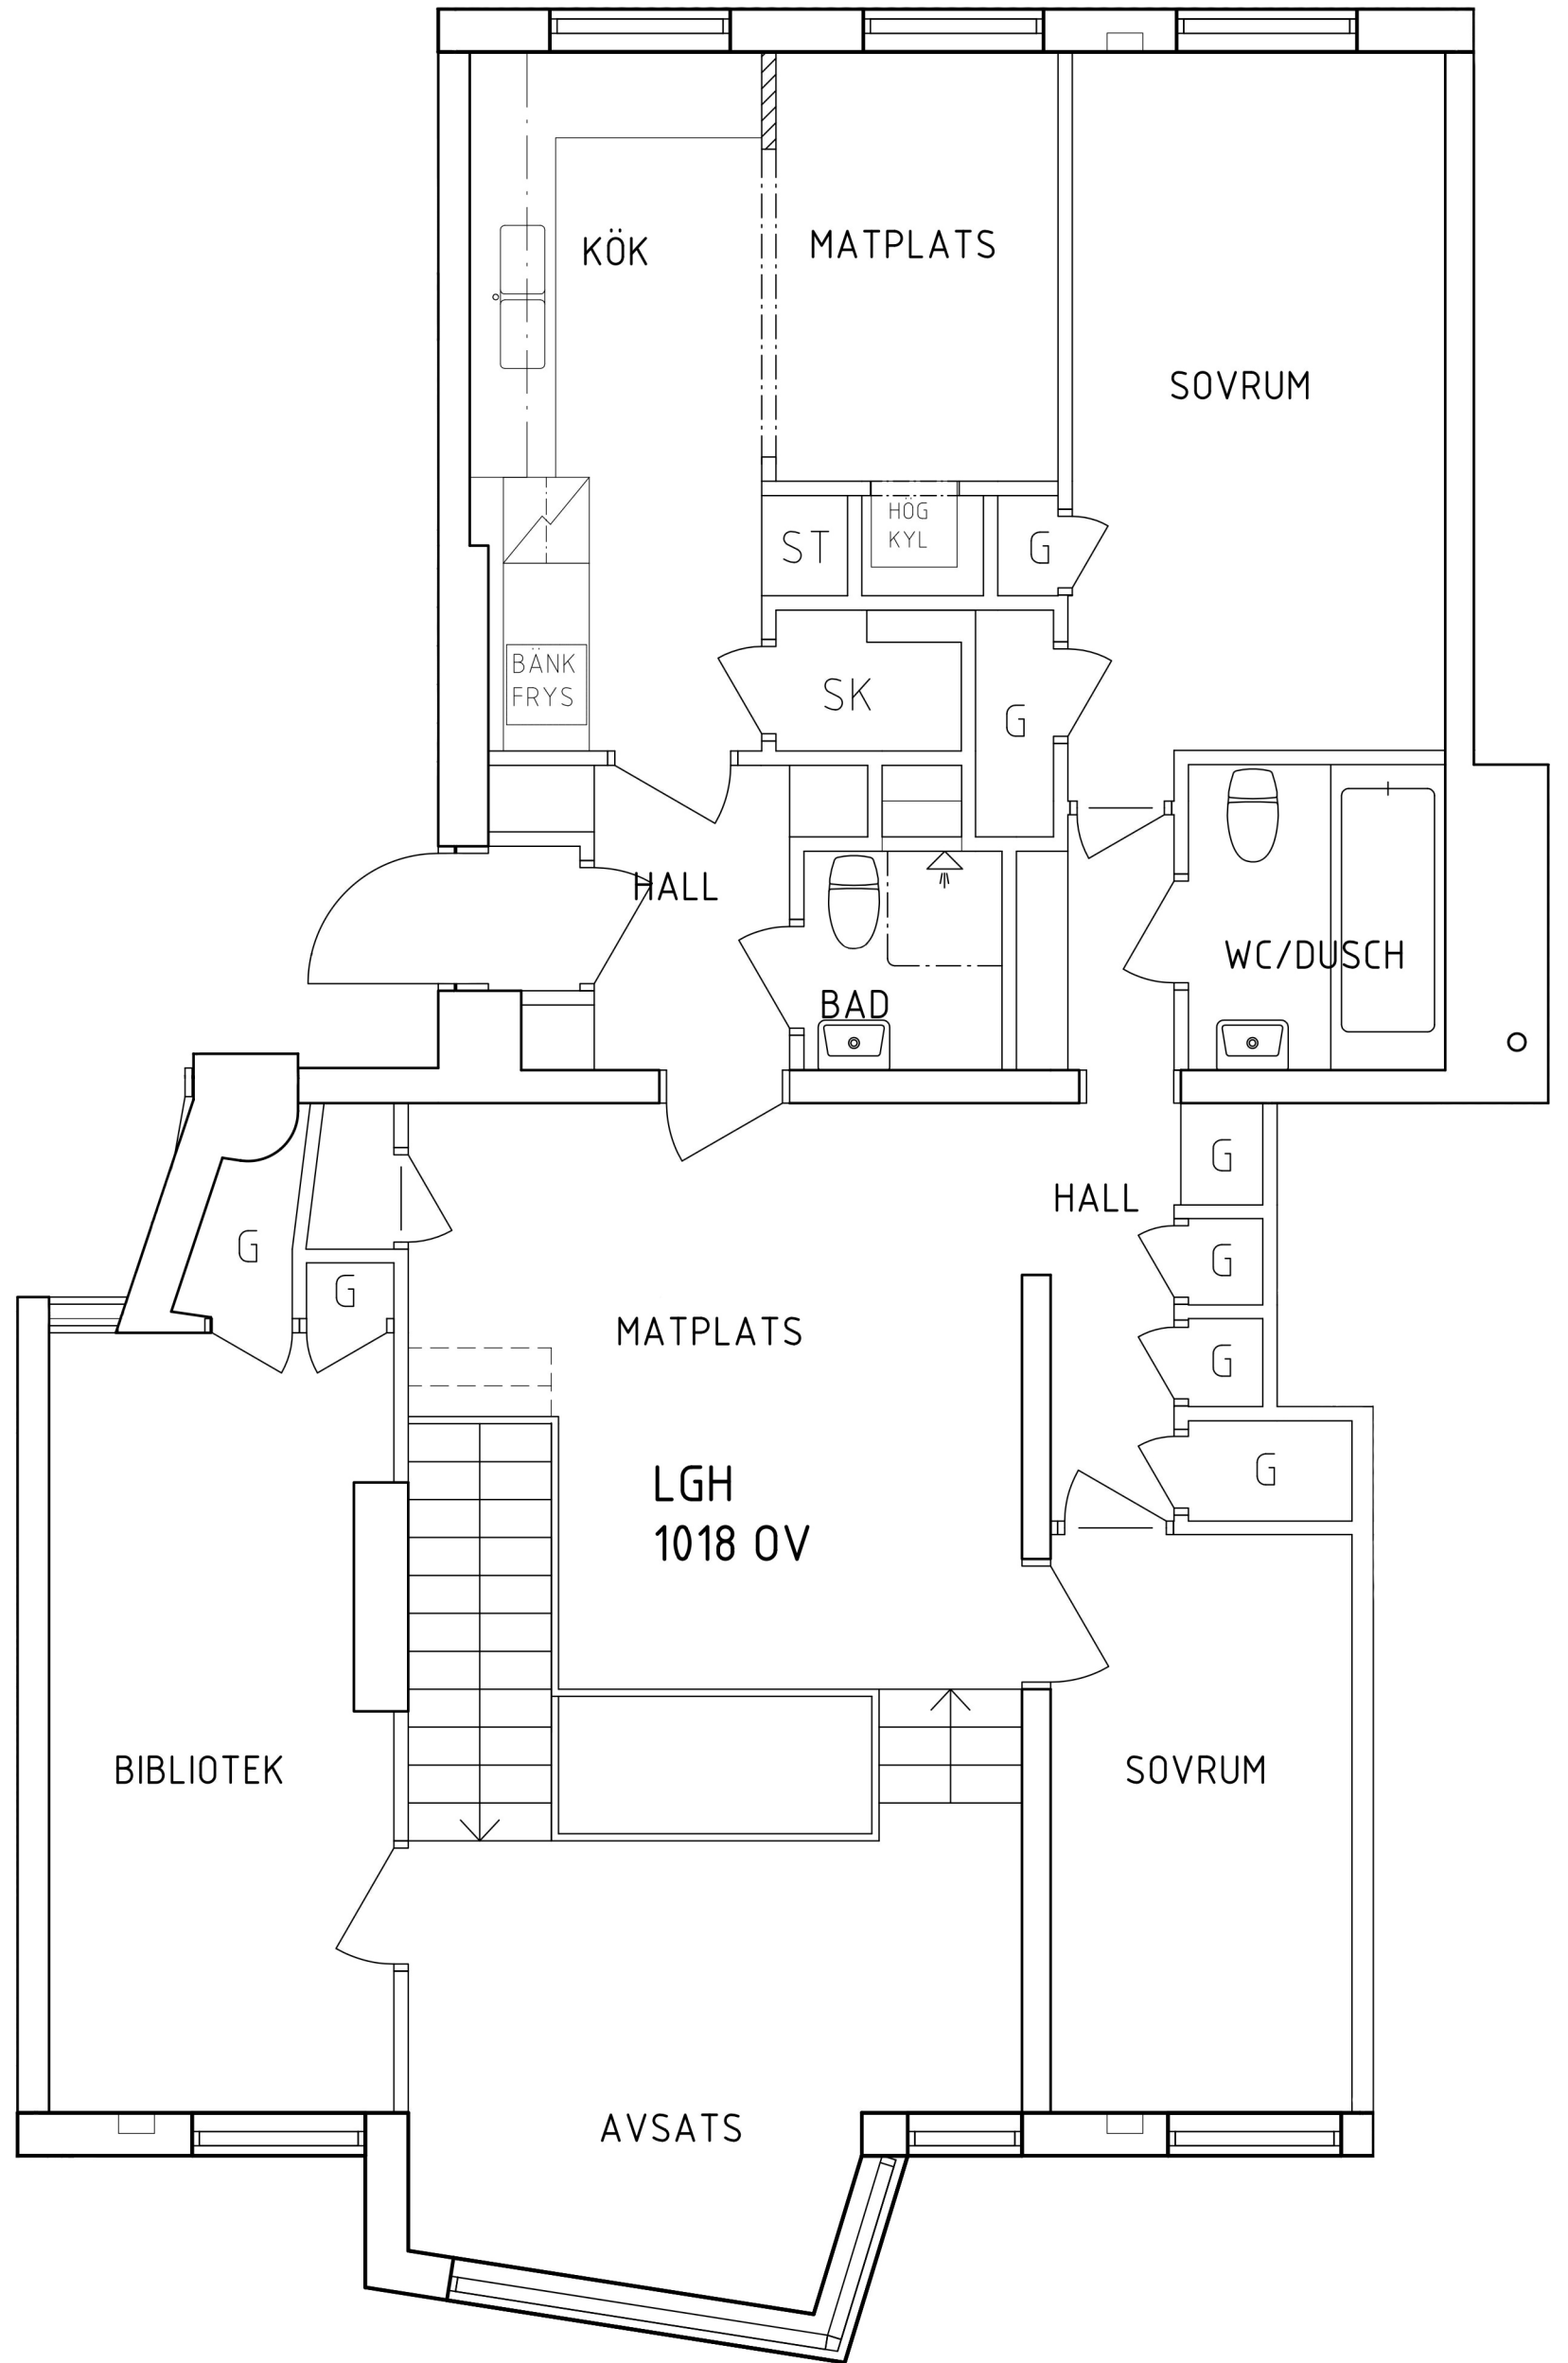 KÖK
MATPLATS
SOVRUM
ST
HÖG
KYL
G
BÄNK
FRYS
SK
G
HALL
WC/DUSCH
BAD
G
HALL
G
G
G
MATPLATS
G
G
LGH
1018 ÖV
BIBLIOTEK
SOVRUM
AVSATS